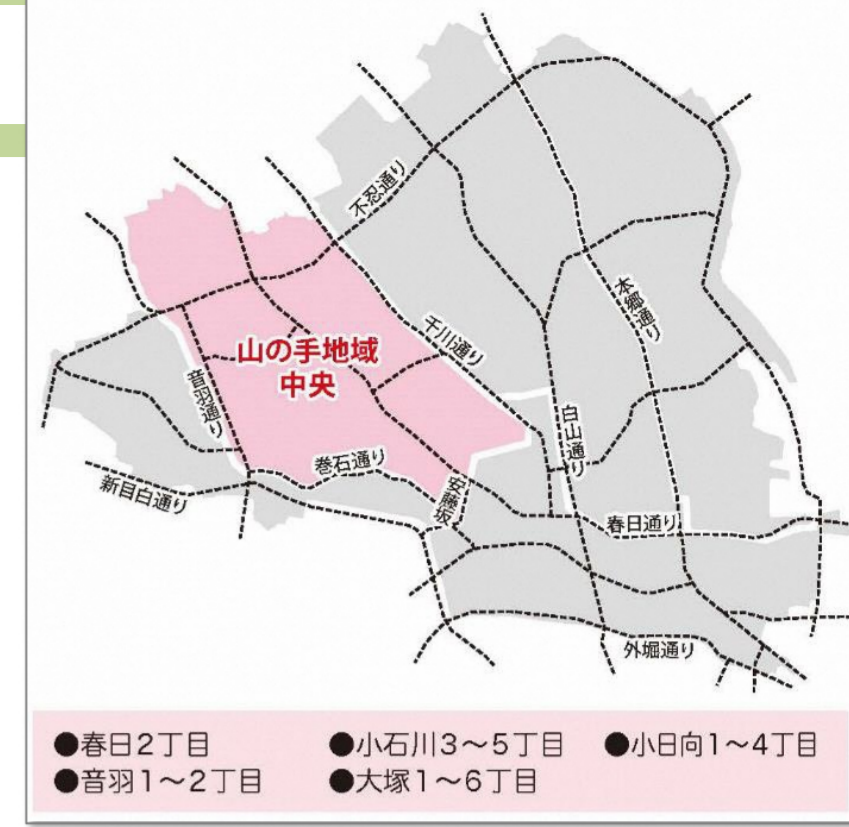 不忍通り
本郷通り
千川通り
山の手地域
中央
音羽通り
白山通り
巻石通り
新目白通り
安藤坂
春日通り
外堀通り
●春日2丁目
●小石川3～5丁目
●小日向1～4丁目
●音羽1～2丁目
●大塚1～6丁目